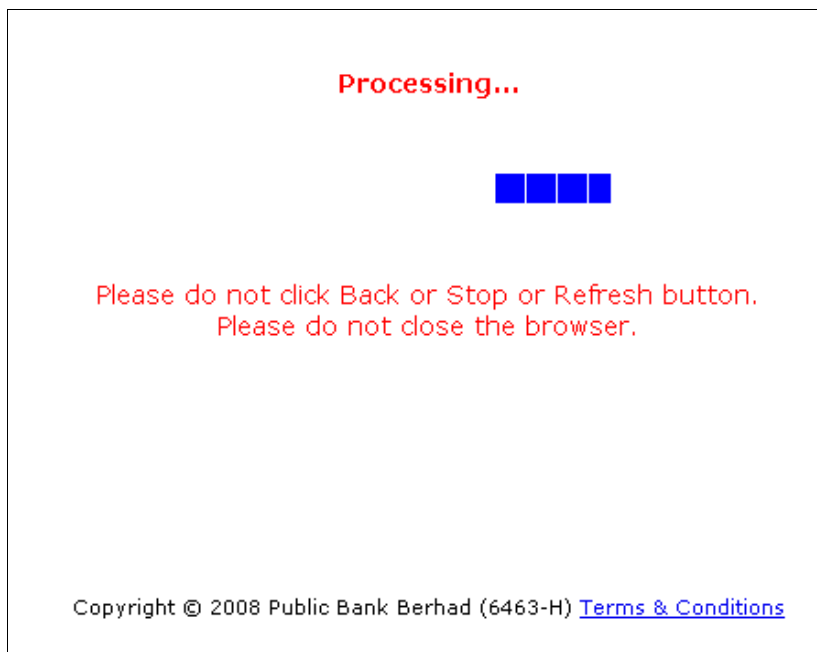 Processing...
Please do not click Back or Stop or Refresh button.
Please do not close the browser.
Copyright © 2008 Public Bank Berhad (6463-H) Terms & Conditions